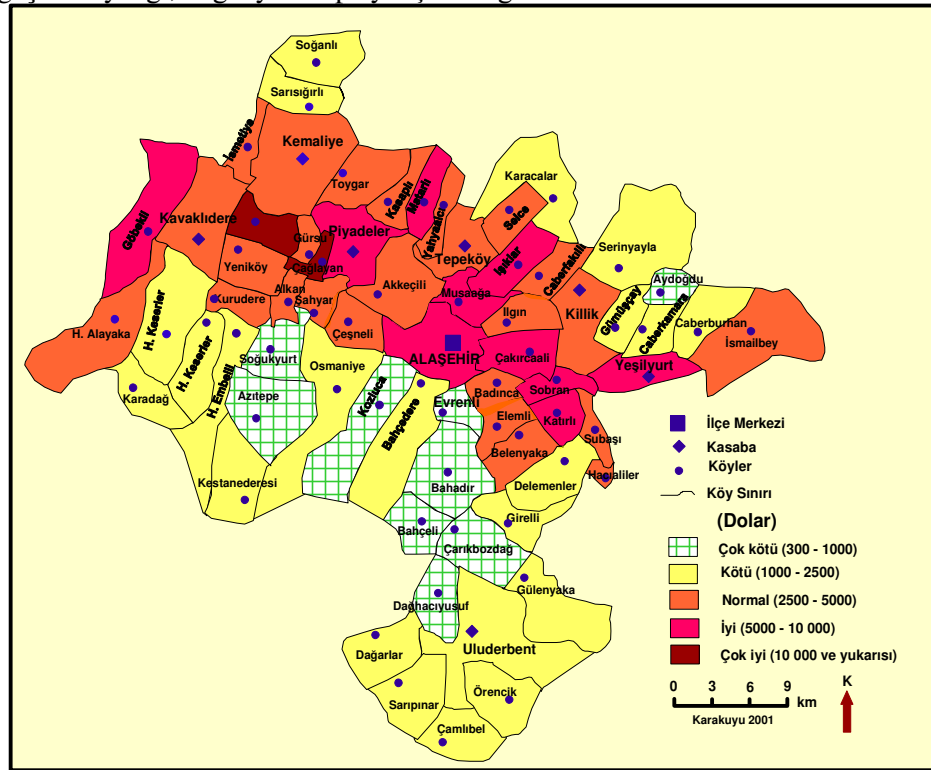 Soğanlı
Sarısığırlı
İsmetiye
Kemaliye
Toygar
Kasaplı
Matarlı
Yahyaalcı
Karacalar
Selce
Göbekli
Kavaklıdere
Gürsu
Piyadeler
Tepeköy
Işıklar
Caberfakılı
Serinyayla
Yeniköy
Çağlayan
Aydoğdu
Alkan
Akkeçili
Musaağa
Killik
Gümüşçay
Caberkamara
Kurudere
Şahyar
Ilgın
Caberburhan
H. Alayaka
H. Keserler
H. Keserler
H. Embelli
Çeşneli
İsmailbey
Soğukyurt
Osmaniye
ALAŞEHİR
Çakırcaali
Yeşilyurt
Karadağ
Azıtepe
Kozluca
Bahçedere
Evrenli
Badınca
Sobran
Elemli
Katırlı
Subaşı
Belenyaka
Kestanederesi
Bahadır
Delemenler
Hacıaliler
Bahçeli
Girelli
Çarıkbozdağ
Dağhacıyusuf
Gülenyaka
Dağarlar
Uluderbent
Sarıpınar
Örencik
Çamlıbel
İlçe Merkezi
Kasaba
Köyler
Köy Sınırı
(Dolar)
Çok kötü (300 - 1000)
Kötü (1000 - 2500)
Normal (2500 - 5000)
İyi (5000 - 10 000)
Çok iyi (10 000 ve yukarısı)
0 3 6 9
km
K
Karakuyu 2001